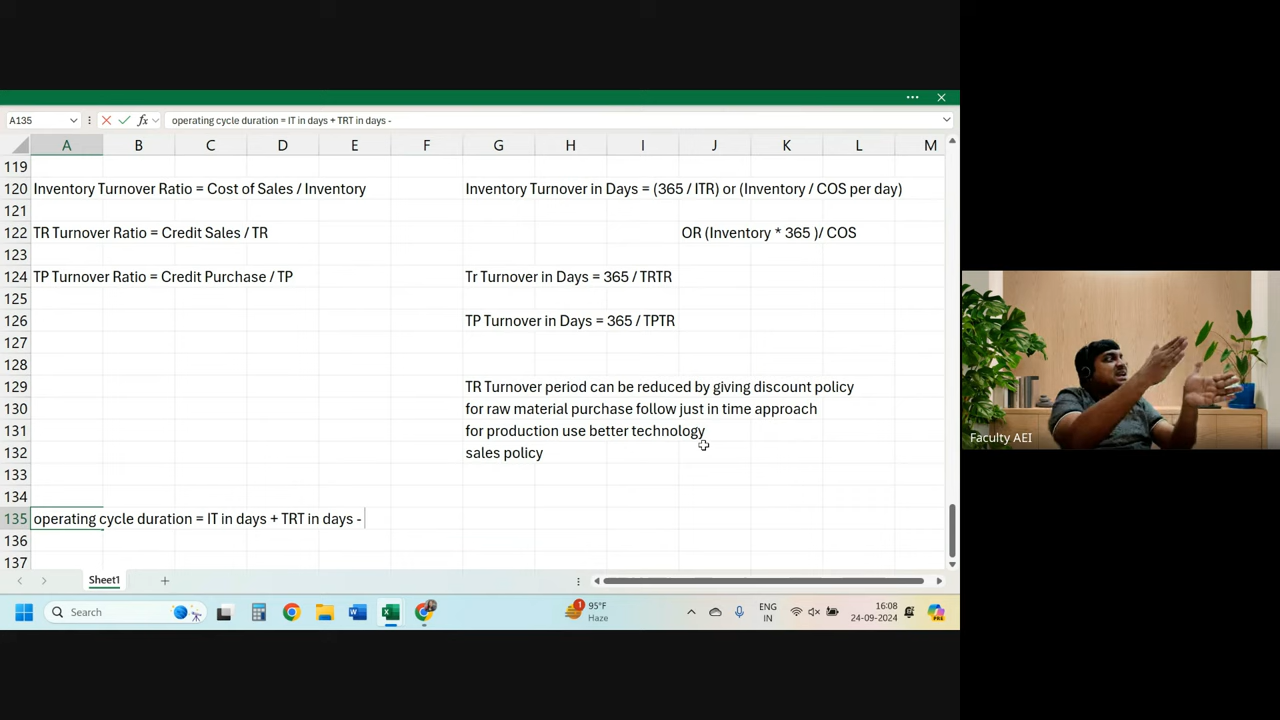 A135
fx
operating cycle duration = IT in days + TRT in days -
A B C D E F G H I J K L M
119
120 Inventory Turnover Ratio = Cost of Sales / Inventory Inventory Turnover in Days = (365 / ITR) or (Inventory / COS per day)
121
122 TR Turnover Ratio = Credit Sales / TR OR (Inventory * 365 )/ COS
123
124 TP Turnover Ratio = Credit Purchase / TP Tr Turnover in Days = 365 / TRTR
125
126 TP Turnover in Days = 365 / TPTR
127
128
129 TR Turnover period can be reduced by giving discount policy
130 for raw material purchase follow just in time approach
131 for production use better technology
132 sales policy
133
134
135 operating cycle duration = IT in days + TRT in days -
136
137
Faculty AEI
Sheet1
Search
1
95°F
Haze
ENG
IN
16:08
24-09-2024
PRE